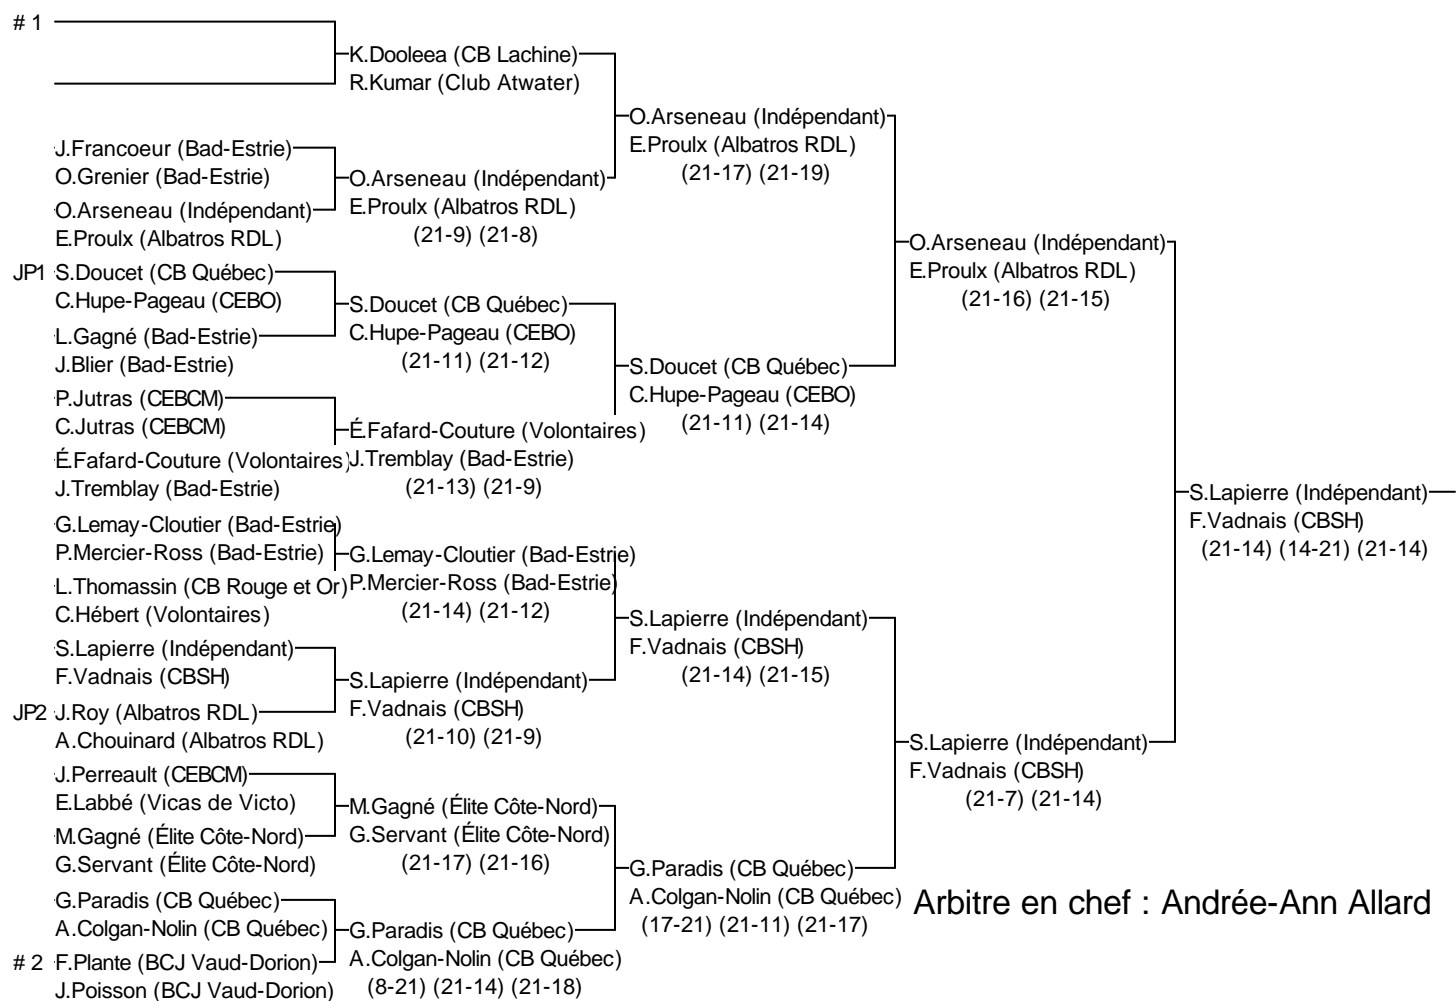 # 1
K.Dooleea (CB Lachine)
R.Kumar (Club Atwater)
O.Arseneau (Indépendant)
E.Proulx (Albatros RDL)
(21-17) (21-19)
J.Francoeur (Bad-Estrie)
O.Grenier (Bad-Estrie)
O.Arseneau (Indépendant)
E.Proulx (Albatros RDL)
(21-9) (21-8)
O.Arseneau (Indépendant)
E.Proulx (Albatros RDL)
O.Arseneau (Indépendant)
E.Proulx (Albatros RDL)
(21-16) (21-15)
JP1 S.Doucet (CB Québec)
C.Hupe-Pageau (CEBO)
S.Doucet (CB Québec)
C.Hupe-Pageau (CEBO)
(21-11) (21-12)
L.Gagné (Bad-Estrie)
J.Blier (Bad-Estrie)
S.Doucet (CB Québec)
C.Hupe-Pageau (CEBO)
(21-11) (21-14)
P.Jutras (CEBCM)
C.Jutras (CEBCM)
É.Fafard-Couture (Volontaires)
J.Tremblay (Bad-Estrie)
(21-13) (21-9)
É.Fafard-Couture (Volontaires)
J.Tremblay (Bad-Estrie)
S.Lapierre (Indépendant)
F.Vadnais (CBSH)
(21-14) (14-21) (21-14)
G.Lemay-Cloutier (Bad-Estrie)
P.Mercier-Ross (Bad-Estrie)
G.Lemay-Cloutier (Bad-Estrie)
P.Mercier-Ross (Bad-Estrie)
(21-14) (21-12)
L.Thomassin (CB Rouge et Or)
C.Hébert (Volontaires)
S.Lapierre (Indépendant)
F.Vadnais (CBSH)
(21-14) (21-15)
S.Lapierre (Indépendant)
F.Vadnais (CBSH)
S.Lapierre (Indépendant)
F.Vadnais (CBSH)
(21-10) (21-9)
JP2 J.Roy (Albatros RDL)
A.Chouinard (Albatros RDL)
S.Lapierre (Indépendant)
F.Vadnais (CBSH)
(21-7) (21-14)
J.Perreault (CEBCM)
E.Labbé (Vicas de Victo)
M.Gagné (Élite Côte-Nord)
G.Servant (Élite Côte-Nord)
(21-17) (21-16)
M.Gagné (Élite Côte-Nord)
G.Servant (Élite Côte-Nord)
G.Paradis (CB Québec)
A.Colgan-Nolin (CB Québec)
(17-21) (21-11) (21-17)
Arbitre en chef : Andrée-Ann Allard
G.Paradis (CB Québec)
A.Colgan-Nolin (CB Québec)
G.Paradis (CB Québec)
A.Colgan-Nolin (CB Québec)
(8-21) (21-14) (21-18)
# 2 F.Plante (BCJ Vaud-Dorion)
J.Poisson (BCJ Vaud-Dorion)